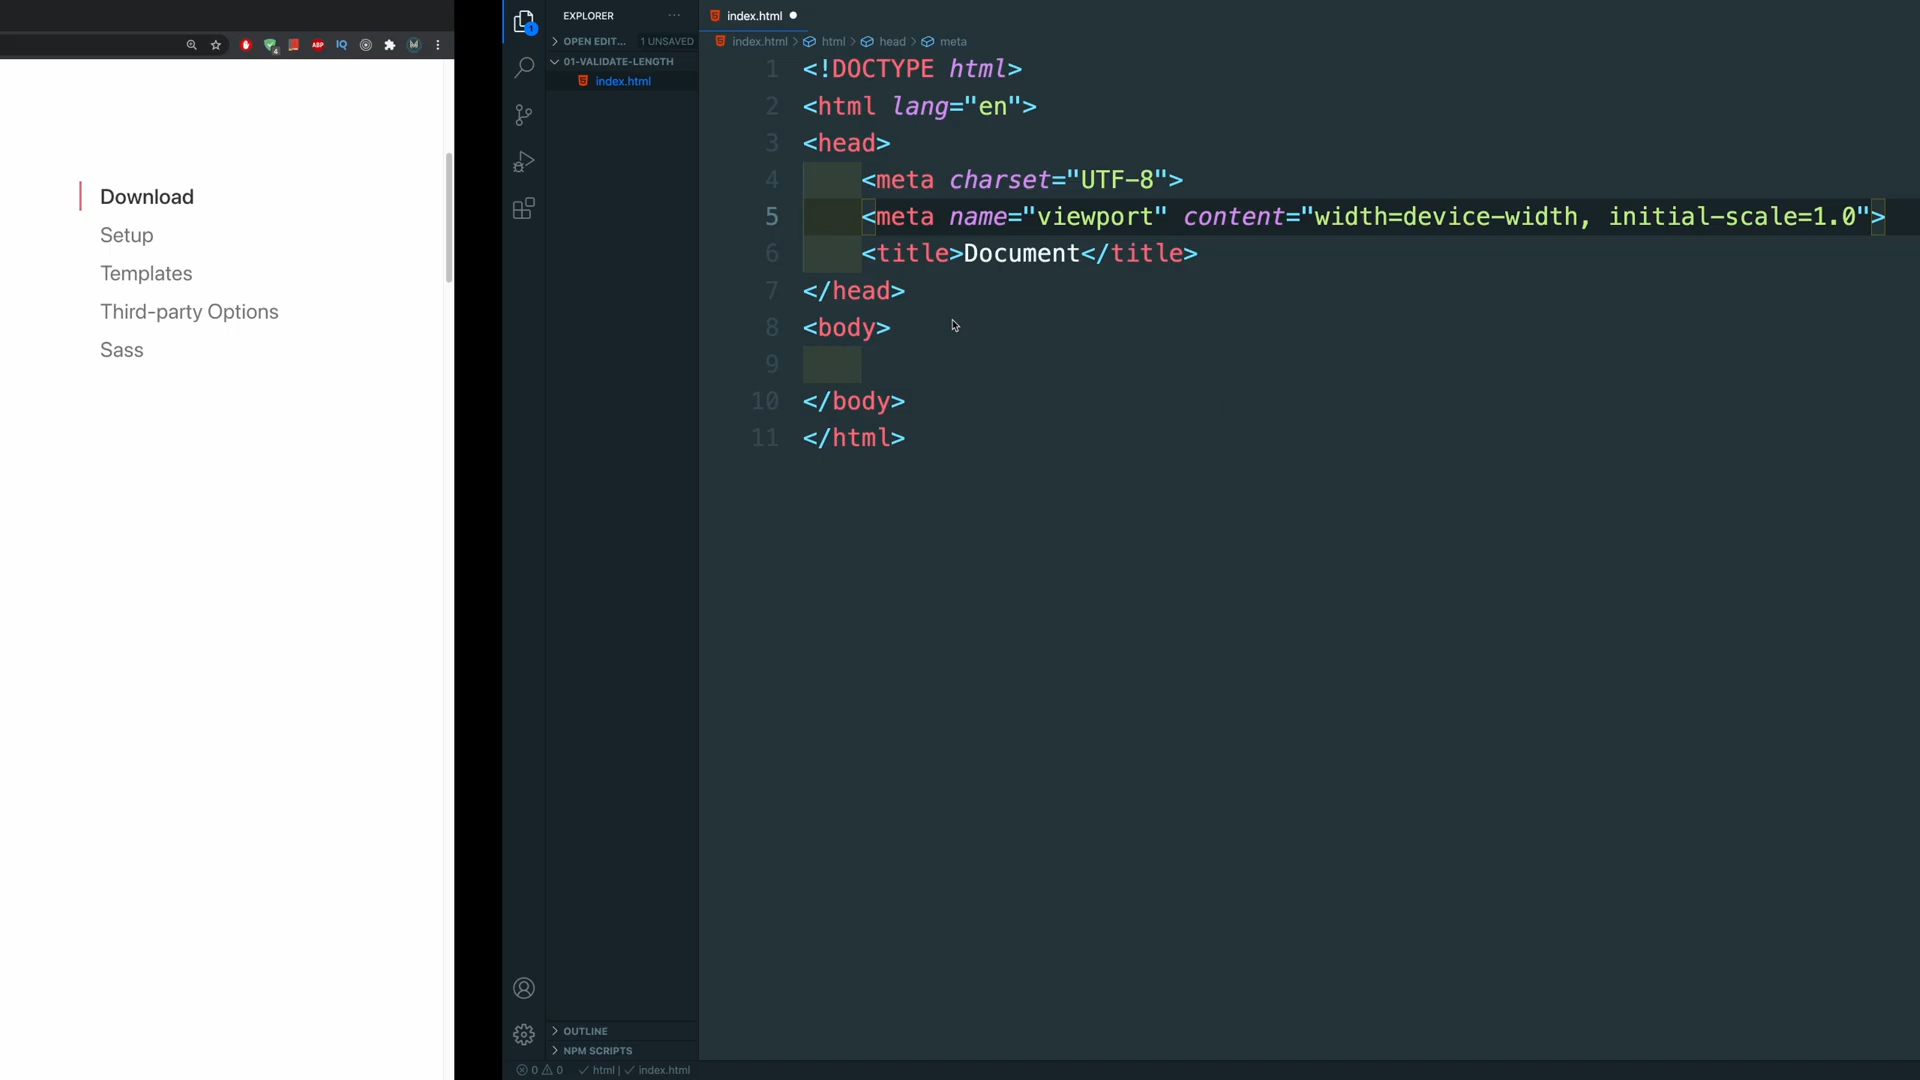 Download
Setup
Templates
Third-party Options
Sass
ABP
IQ
EXPLORER
OPEN EDIT... 1 UNSAVED
01-VALIDATE-LENGTH
index.html
OUTLINE
NPM SCRIPTS
0 0 html | index.html
index.html
index.html > html > head > meta
1 <!DOCTYPE html>
2 <html lang="en">
3 <head>
4 <meta charset="UTF-8">
5 <meta name="viewport" content="width=device-width, initial-scale=1.0">
6 <title>Document</title>
7 </head>
8 <body>
9
10 </body>
11 </html>